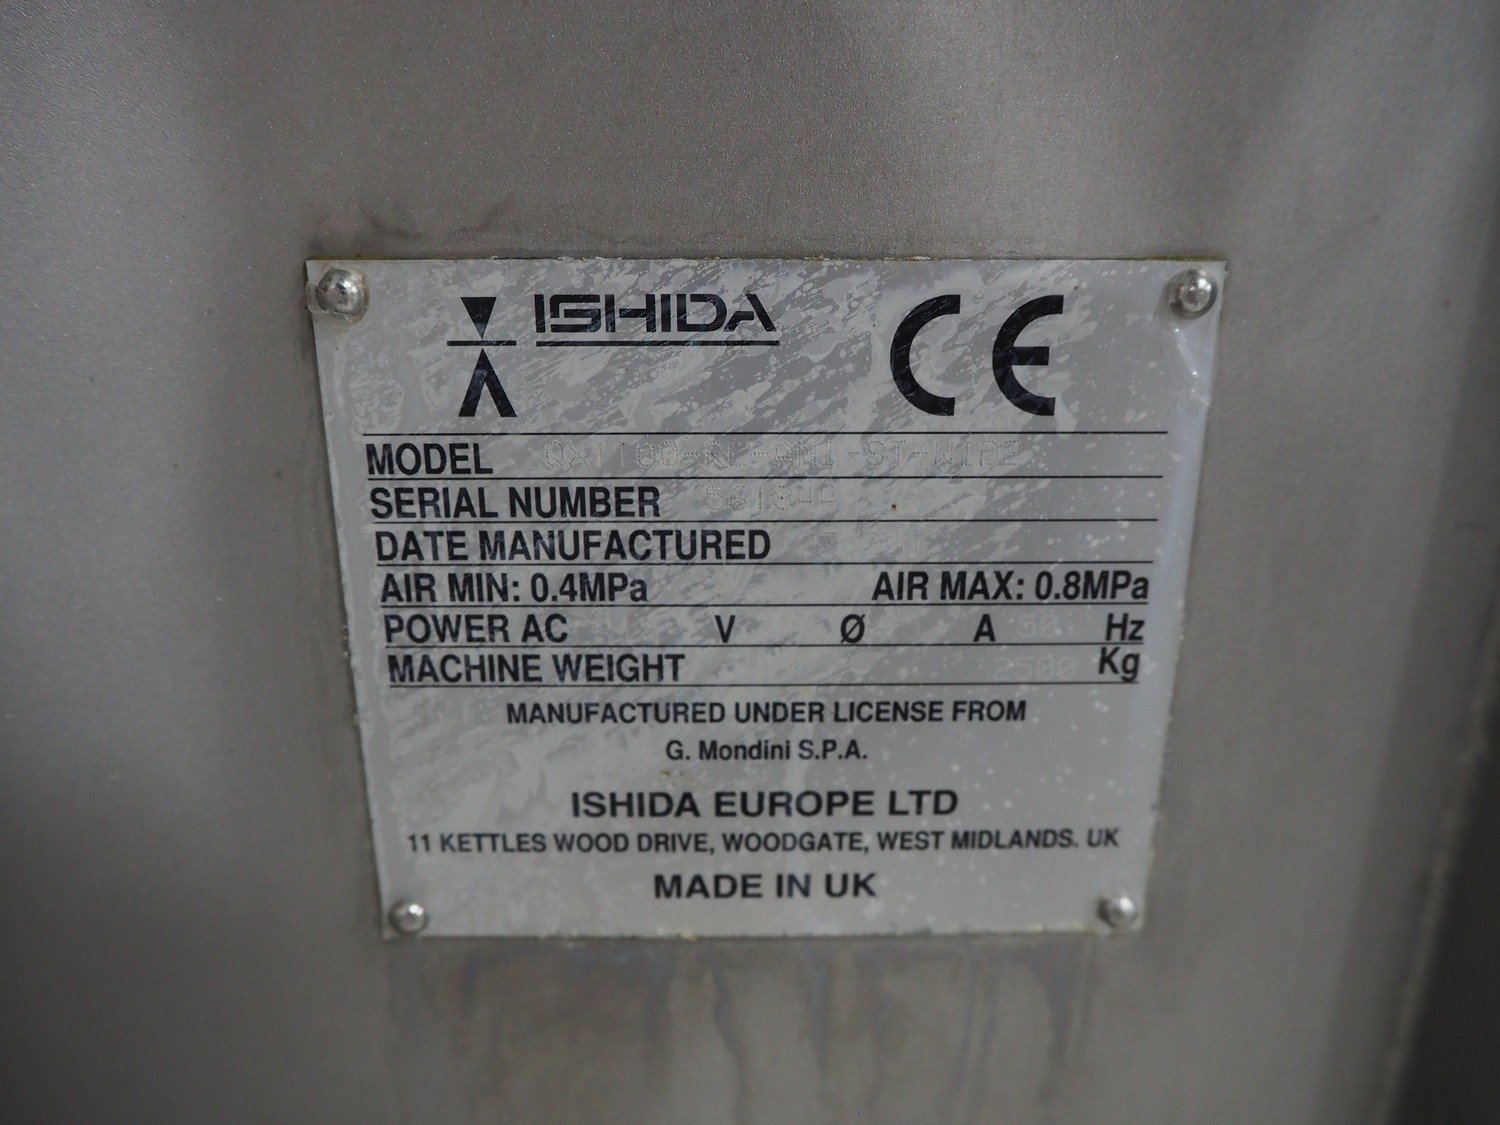 ISHIDA CE
MODEL
SERIAL NUMBER
DATE MANUFACTURED
AIR MIN: 0.4MPa AIR MAX: 0.8MPa
POWER AC V Ø A 50 Hz
MACHINE WEIGHT 2500 Kg
MANUFACTURED UNDER LICENSE FROM
G. Mondini S.P.A.
ISHIDA EUROPE LTD
11 KETTLES WOOD DRIVE, WOODGATE, WEST MIDLANDS. UK
MADE IN UK